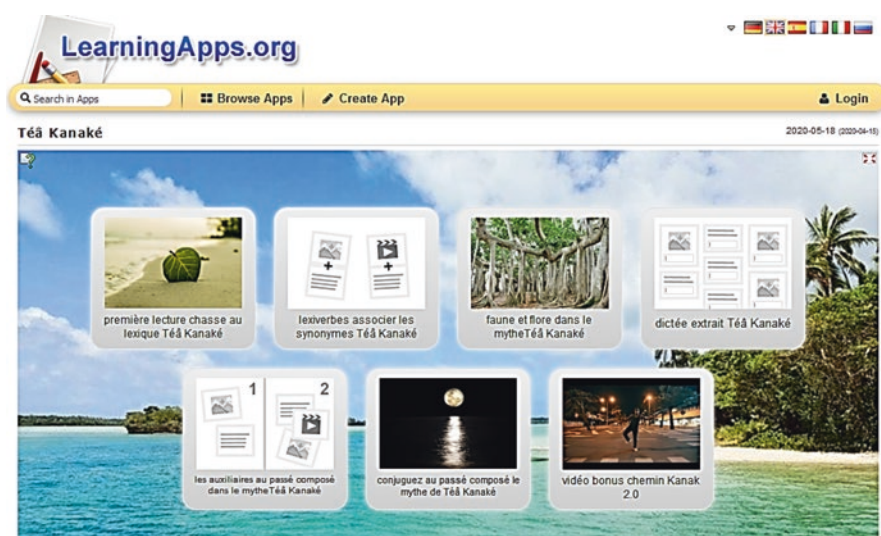 LearningApps.org
Search in Apps
Browse Apps
Create App
Login
Téâ Kanaké
2020-05-18 (2020-04-15)
première lecture chasse au
lexique Téâ Kanaké
lexiverbes associer les
synonymes Téâ Kanaké
faune et flore dans le
mytheTéâ Kanaké
dictée extrait Téâ Kanaké
1
2
les auxiliaires au passé composé
dans le mytheTéâ Kanaké
conjuguez au passé composé le
mythe de Téâ Kanaké
vidéo bonus chemin Kanak
2.0